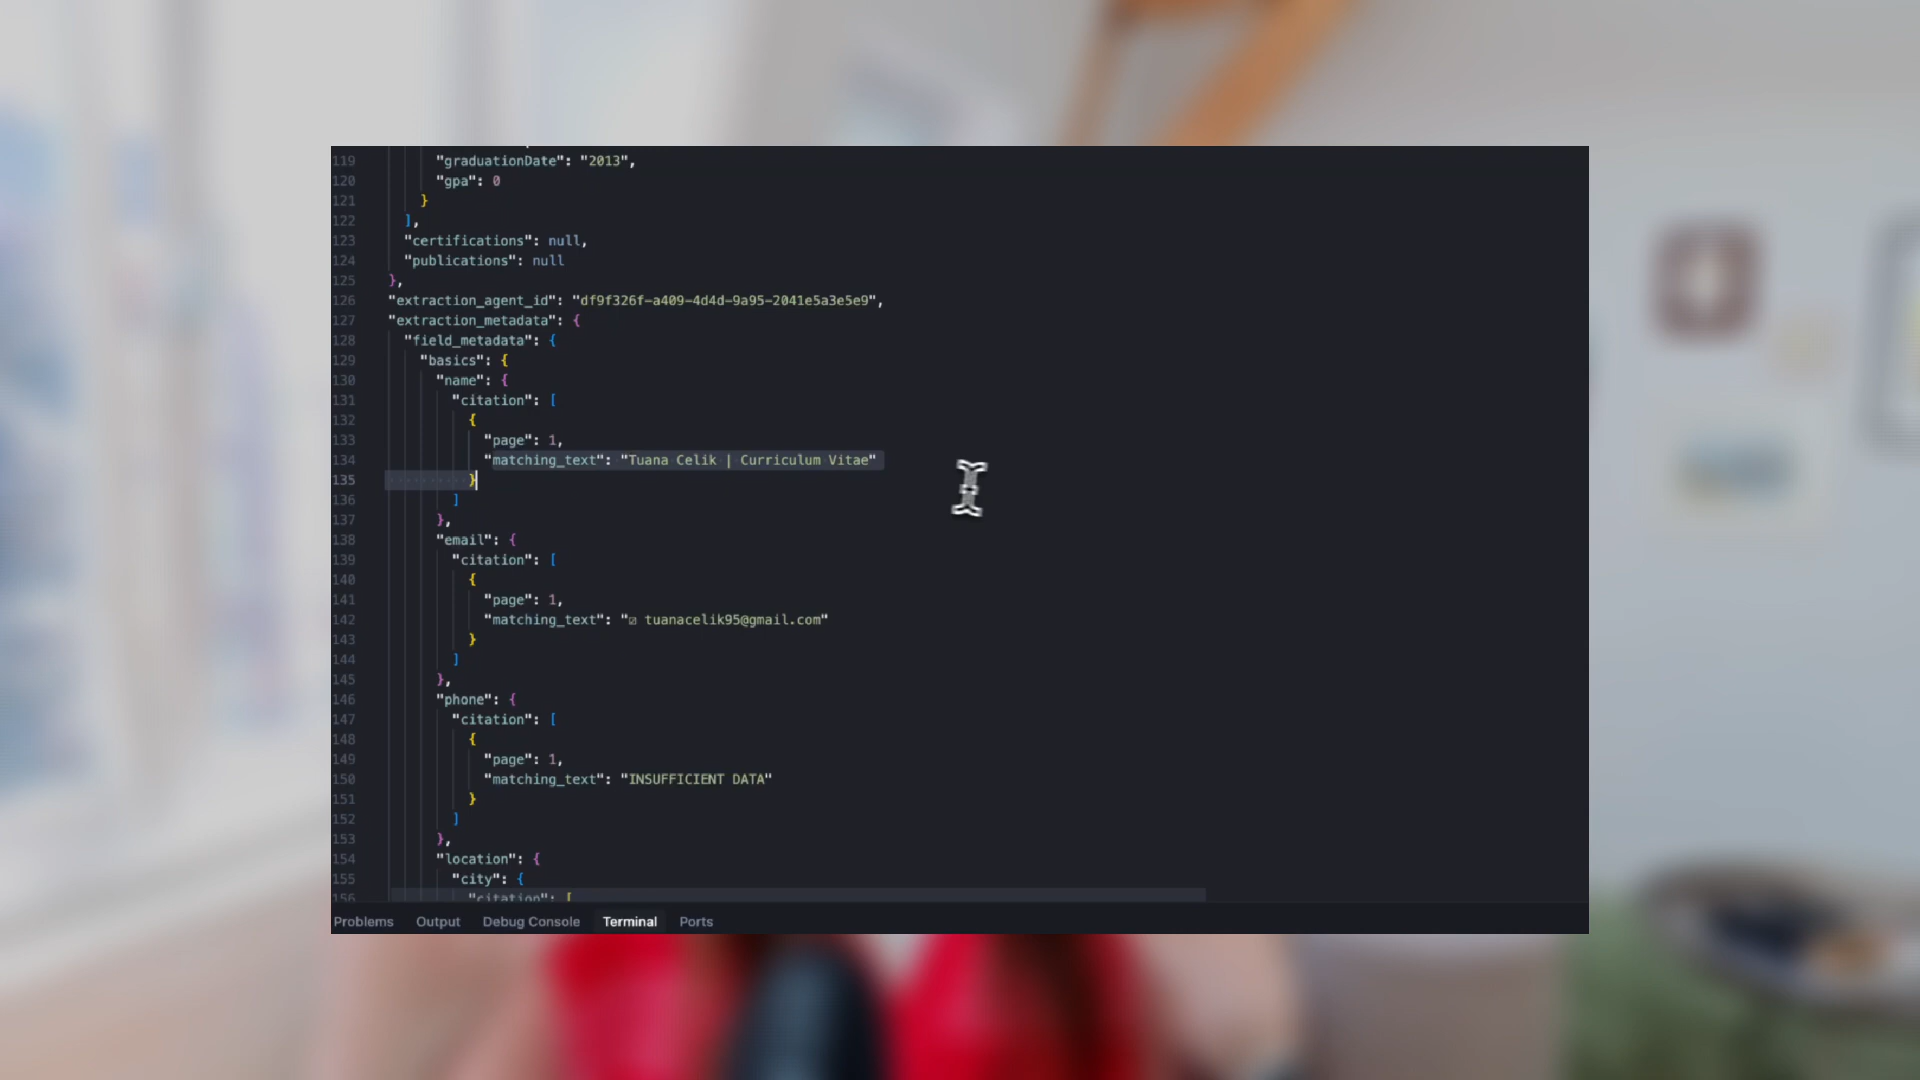 119 "graduationDate": "2013",
120 "gpa": 0
121 }
122 ],
123 "certifications": null,
124 "publications": null
125 },
126 "extraction_agent_id": "df9f326f-a409-4d4d-9a95-2041e5a3e5e9",
127 "extraction_metadata": {
128 "field_metadata": {
129 "basics": {
130 "name": {
131 "citation": [
132 {
133 "page": 1,
134 "matching_text": "Tuana Celik | Curriculum Vitae"
135 }
136 ]
137 },
138 "email": {
139 "citation": [
140 {
141 "page": 1,
142 "matching_text": "☑ tuanacelik95@gmail.com"
143 }
144 ]
145 },
146 "phone": {
147 "citation": [
148 {
149 "page": 1,
150 "matching_text": "INSUFFICIENT DATA"
151 }
152 ]
153 },
154 "location": {
155 "city": {
156 "citation": [
Problems Output Debug Console Terminal Ports